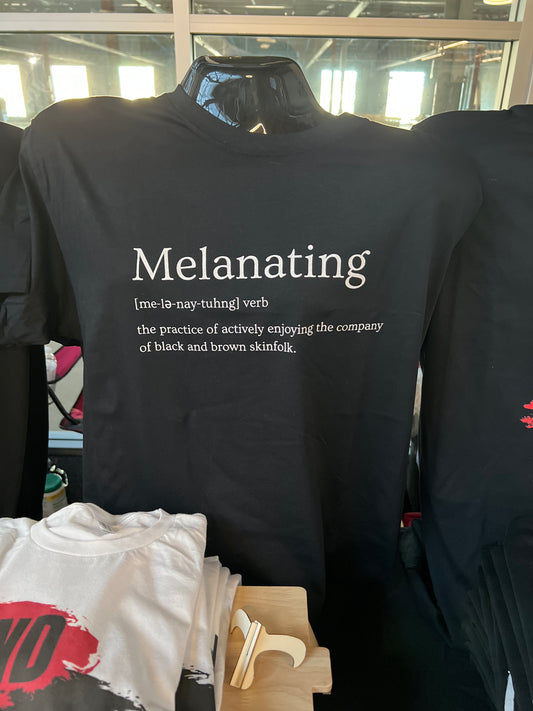 Melanating
[me-lə-nay-tuhng] verb
the practice of actively enjoying the company
of black and brown skinfolk.